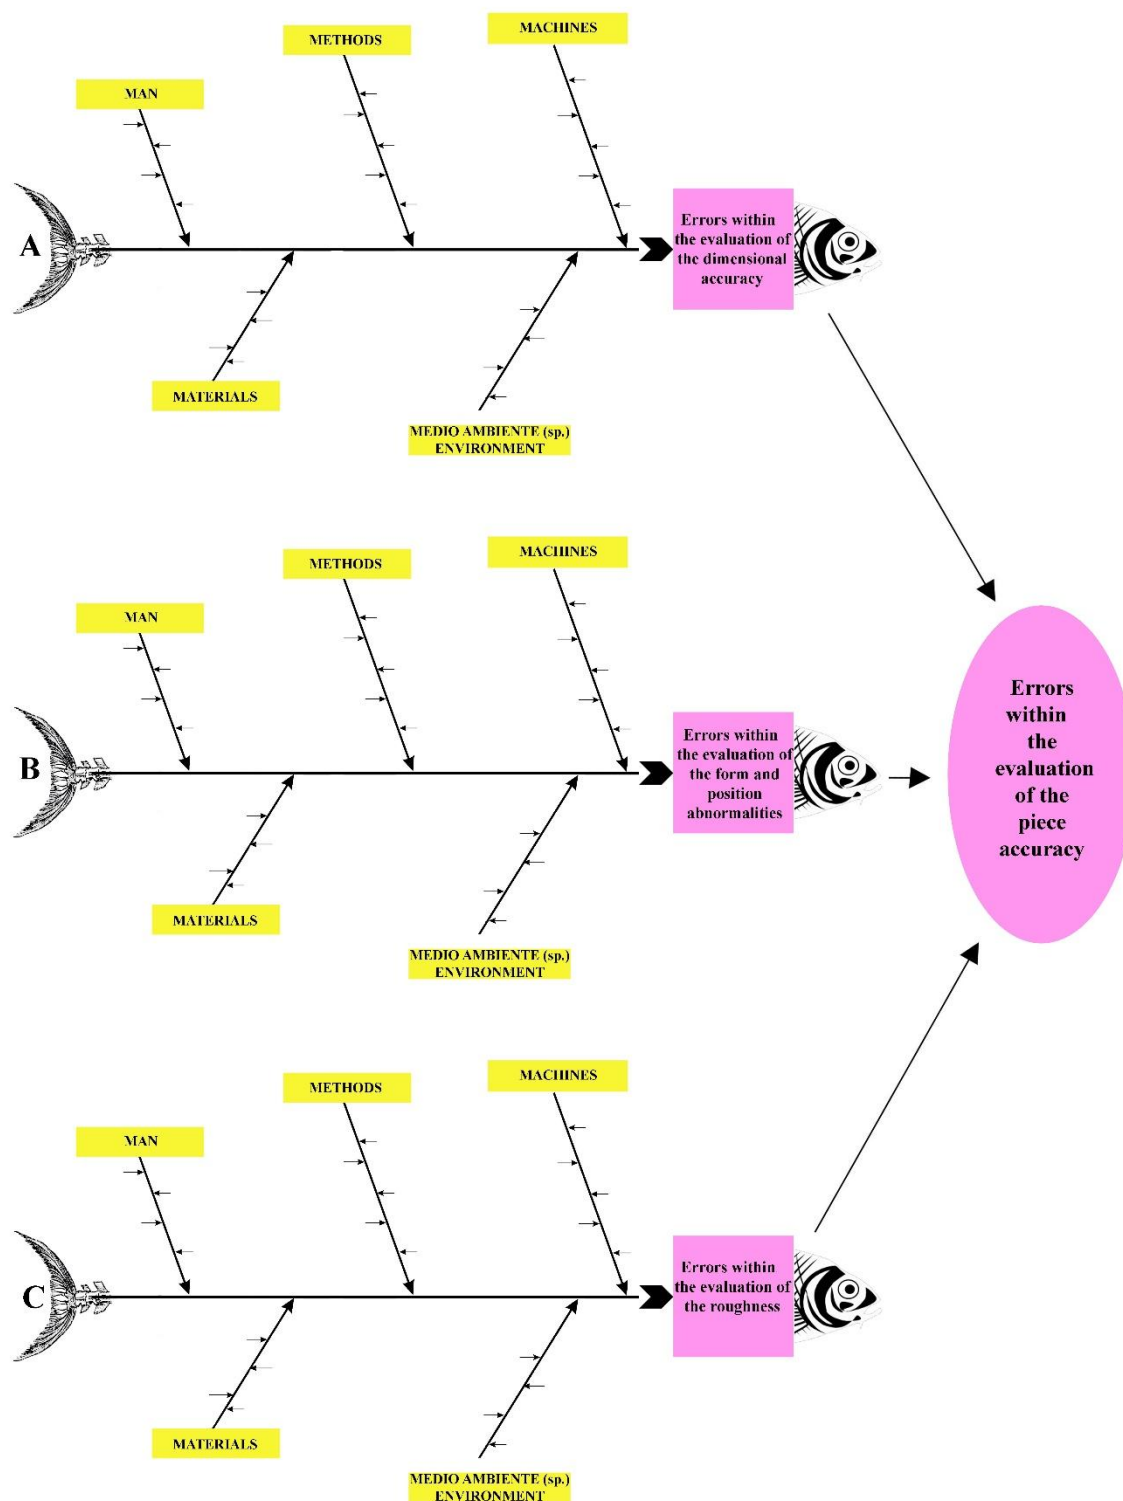 MACHINES
METHODS
MAN
A
Errors within
the evaluation of
the dimensional
accuracy
MATERIALS
MEDIO AMBIENTE (sp.)
ENVIRONMENT
MACHINES
METHODS
MAN
B
Errors within
the evaluation of
the form and
position
abnormalities
MATERIALS
MEDIO AMBIENTE (sp.)
ENVIRONMENT
Errors
within
the
evaluation
of the
piece
accuracy
MACHINES
METHODS
MAN
C
Errors within
the evaluation of
the roughness
MATERIALS
MEDIO AMBIENTE (sp.)
ENVIRONMENT